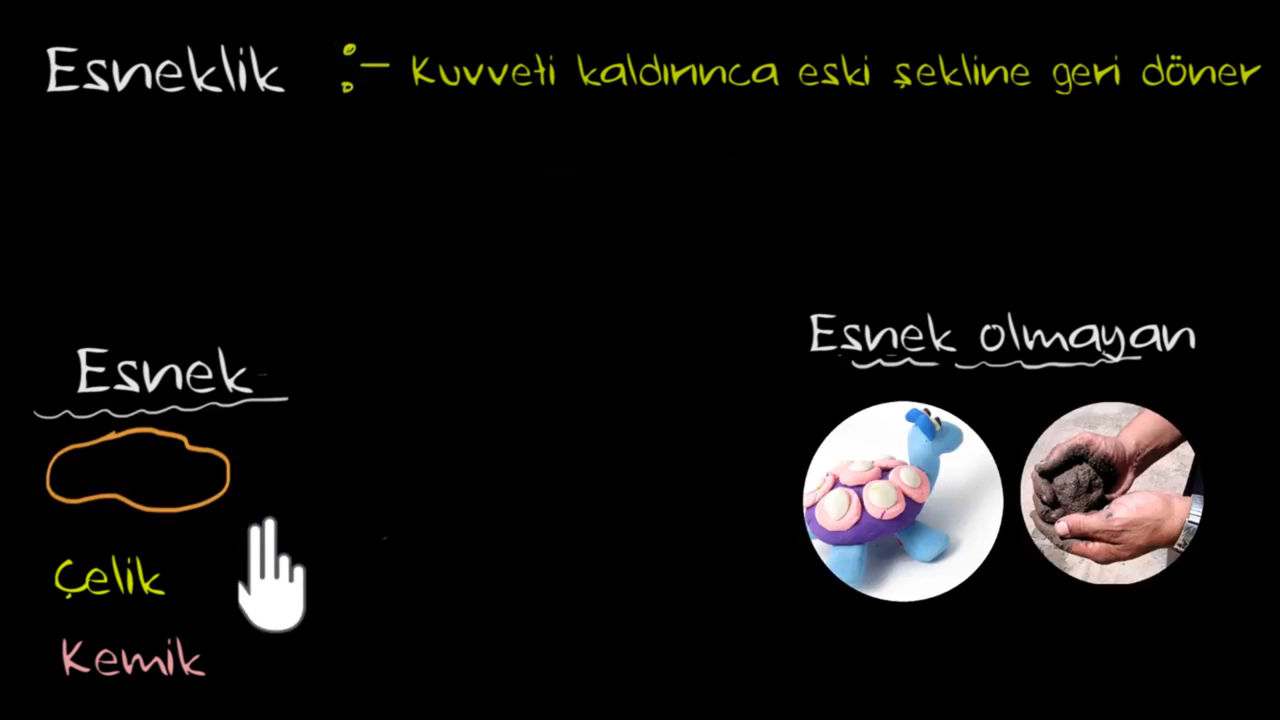 Esneklik :- Kuvveti kaldırınca eski şekline geri döner
Esnek olmayan
Esnek
Çelik
Kemik